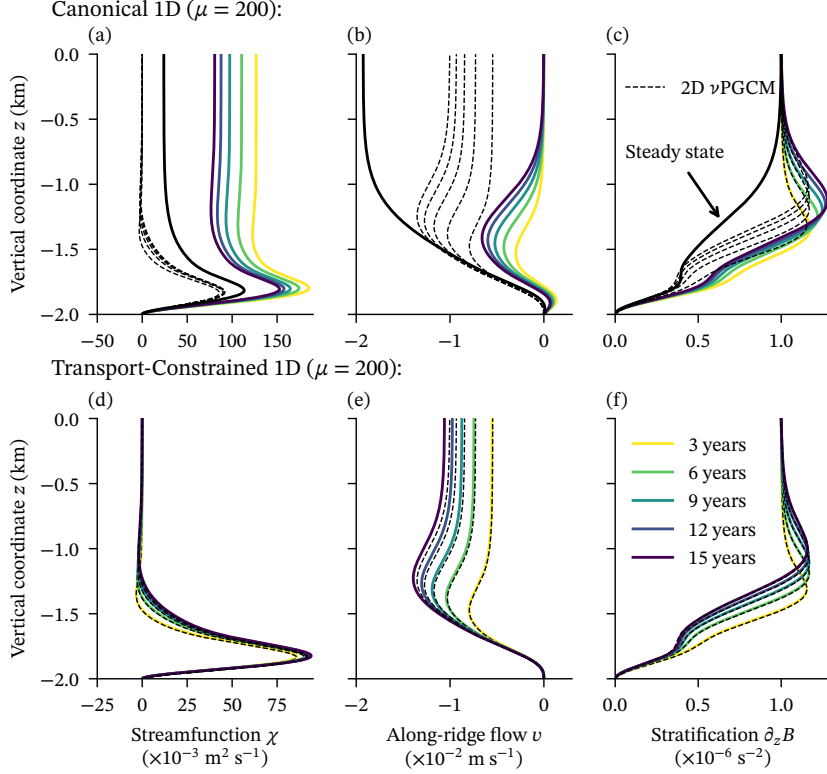 Canonical 1D (μ = 200):
(a) (b) (c)
Vertical coordinate z (km)
0.0
−0.5
−1.0
−1.5
−2.0
−50 0 50 100 150
−2 −1 0
0.0 0.5 1.0
2D νPGCM
Steady state
Transport-Constrained 1D (μ = 200):
(d) (e) (f)
Vertical coordinate z (km)
0.0
−0.5
−1.0
−1.5
−2.0
3 years
6 years
9 years
12 years
15 years
−25 0 25 50 75
−2 −1 0
0.0 0.5 1.0
Streamfunction χ
(×10⁻³ m² s⁻¹)
Along-ridge flow υ
(×10⁻² m s⁻¹)
Stratification ∂zB
(×10⁻⁶ s⁻²)